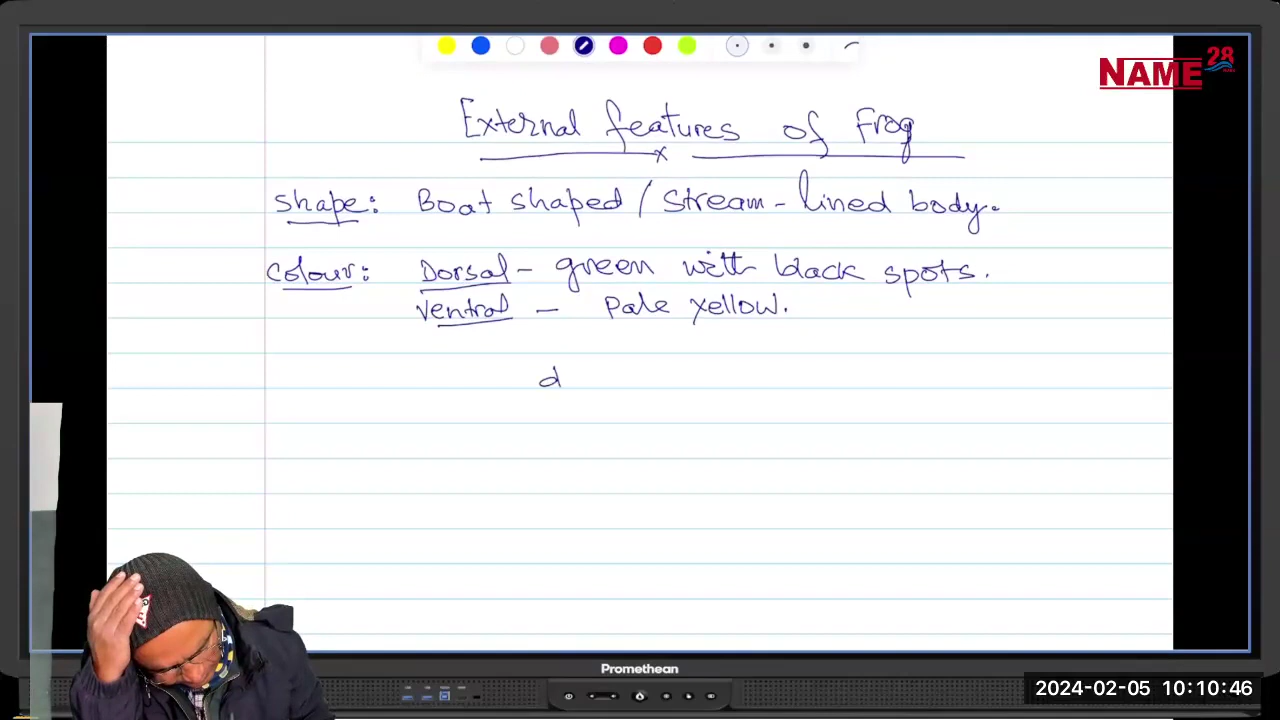 NAME 28
External features of Frog
x
Shape: Boat shaped / Stream-lined body.
Colour: Dorsal - green with black spots.
Ventral - Pale yellow.
d
Promethean
2024-02-05 10:10:46